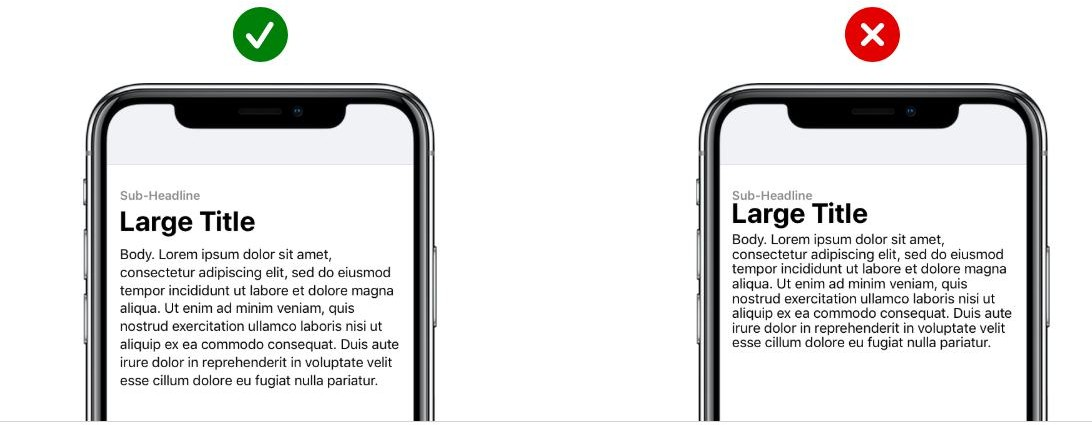 Sub-Headline
Large Title
Body. Lorem ipsum dolor sit amet,
consectetur adipiscing elit, sed do eiusmod
tempor incididunt ut labore et dolore magna
aliqua. Ut enim ad minim veniam, quis
nostrud exercitation ullamco laboris nisi ut
aliquip ex ea commodo consequat. Duis aute
irure dolor in reprehenderit in voluptate velit
esse cillum dolore eu fugiat nulla pariatur.
Sub-Headline
Large Title
Body. Lorem ipsum dolor sit amet,
consectetur adipiscing elit, sed do eiusmod
tempor incididunt ut labore et dolore magna
aliqua. Ut enim ad minim veniam, quis
nostrud exercitation ullamco laboris nisi ut
aliquip ex ea commodo consequat. Duis aute
irure dolor in reprehenderit in voluptate velit
esse cillum dolore eu fugiat nulla pariatur.